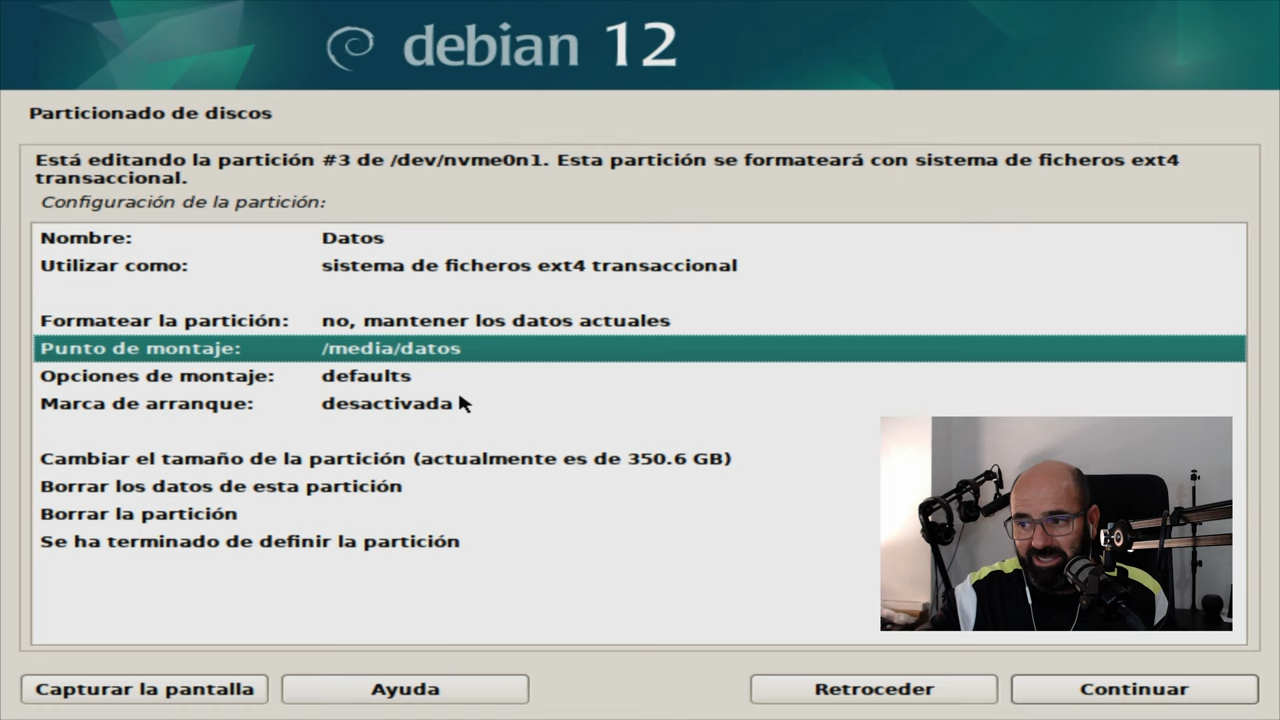 debian 12
Particionado de discos
Está editando la partición #3 de /dev/nvme0n1. Esta partición se formateará con sistema de ficheros ext4
transaccional.
Configuración de la partición:
Nombre: Datos
Utilizar como: sistema de ficheros ext4 transaccional
Formatear la partición: no, mantener los datos actuales
Punto de montaje: /media/datos
Opciones de montaje: defaults
Marca de arranque: desactivada
Cambiar el tamaño de la partición (actualmente es de 350.6 GB)
Borrar los datos de esta partición
Borrar la partición
Se ha terminado de definir la partición
Capturar la pantalla Ayuda Retroceder Continuar